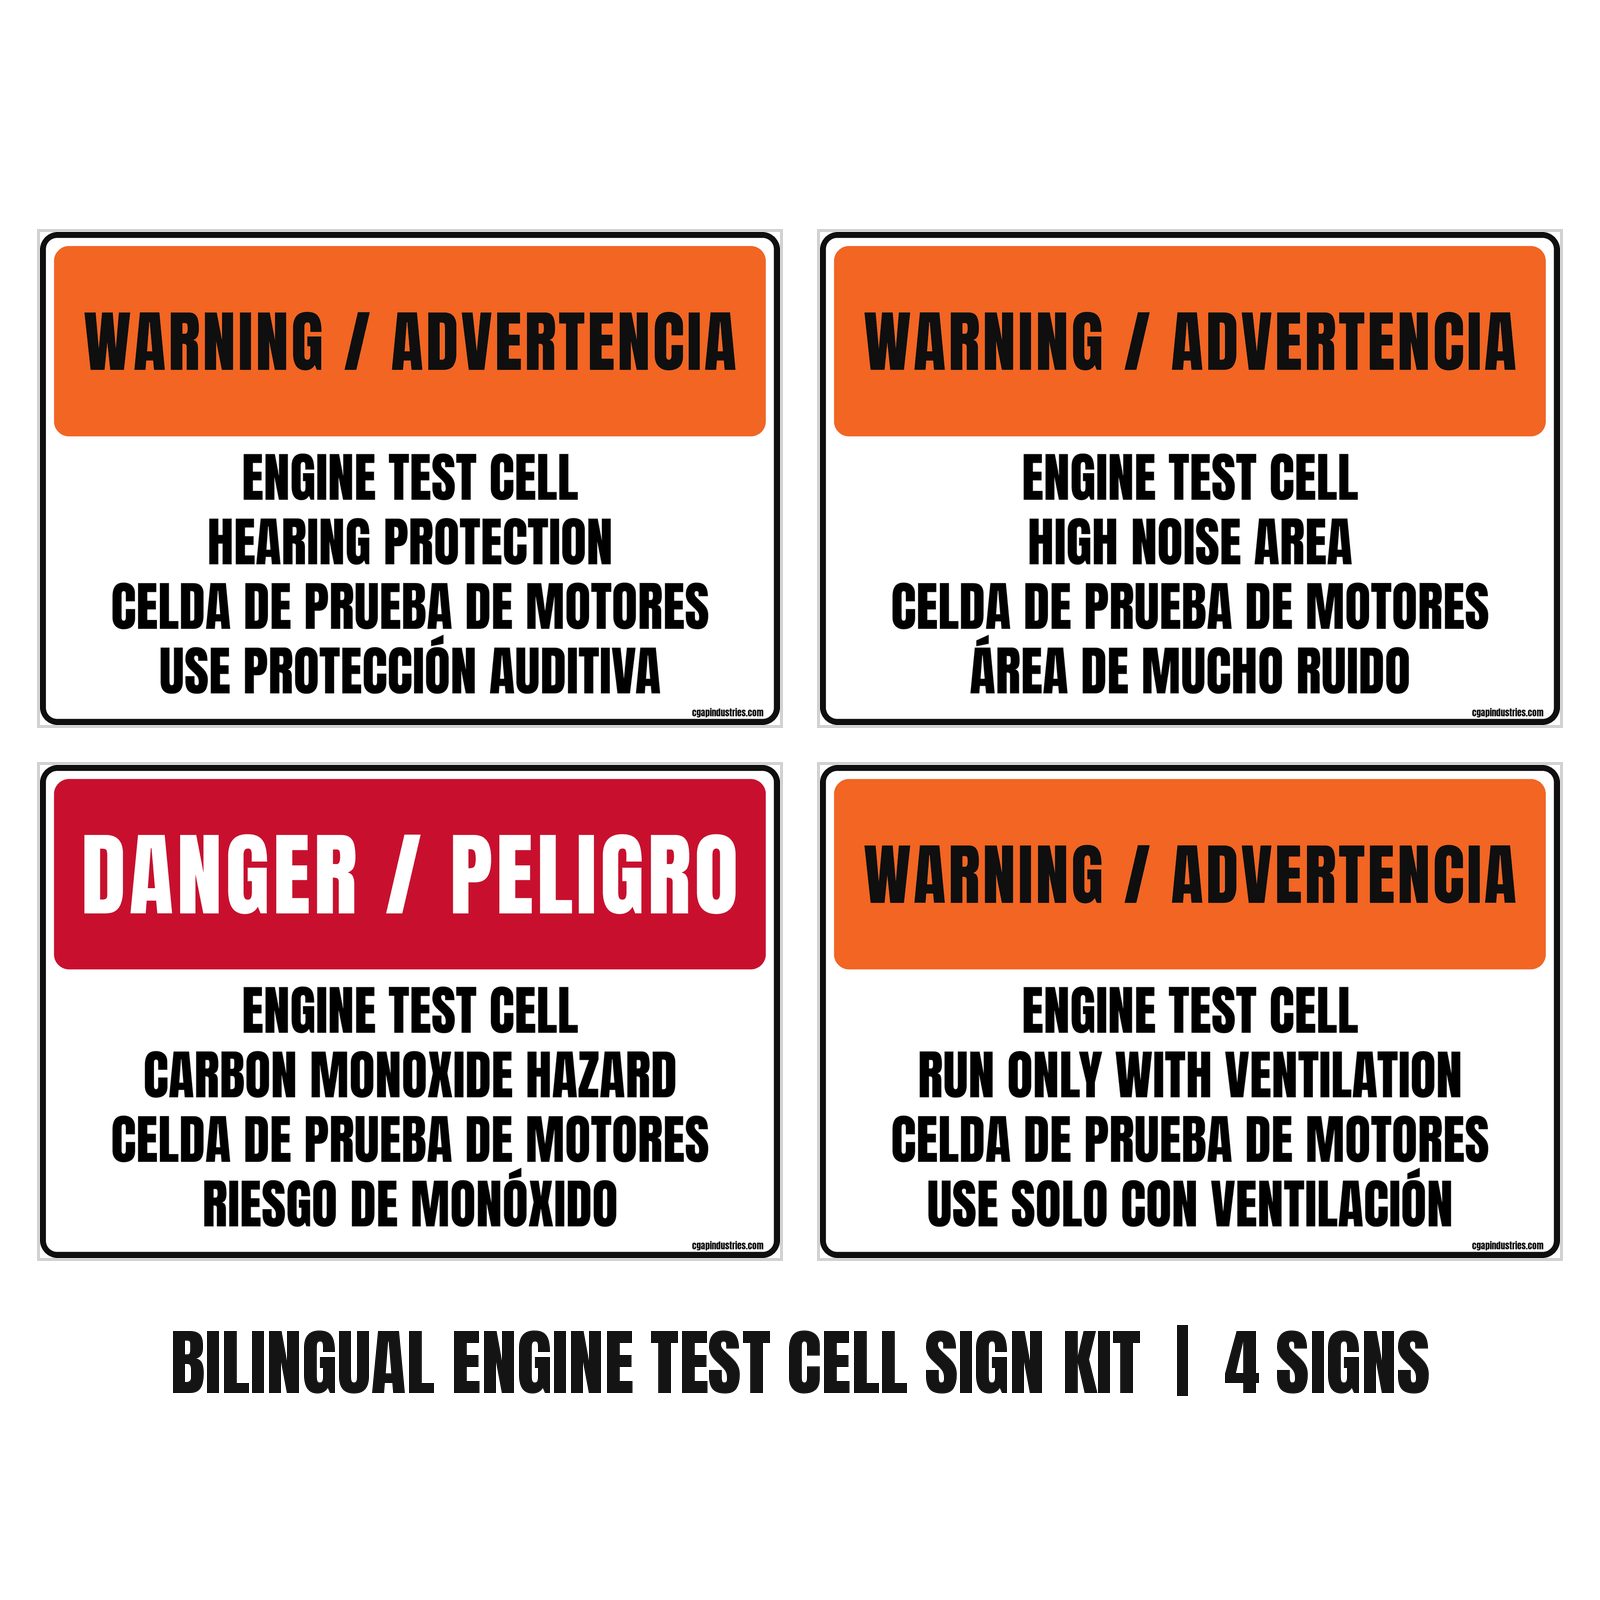 WARNING / ADVERTENCIA
ENGINE TEST CELL
HEARING PROTECTION
CELDA DE PRUEBA DE MOTORES
USE PROTECCIÓN AUDITIVA
cgapindustries.com
WARNING / ADVERTENCIA
ENGINE TEST CELL
HIGH NOISE AREA
CELDA DE PRUEBA DE MOTORES
ÁREA DE MUCHO RUIDO
cgapindustries.com
DANGER / PELIGRO
ENGINE TEST CELL
CARBON MONOXIDE HAZARD
CELDA DE PRUEBA DE MOTORES
RIESGO DE MONÓXIDO
cgapindustries.com
WARNING / ADVERTENCIA
ENGINE TEST CELL
RUN ONLY WITH VENTILATION
CELDA DE PRUEBA DE MOTORES
USE SOLO CON VENTILACIÓN
cgapindustries.com
BILINGUAL ENGINE TEST CELL SIGN KIT | 4 SIGNS